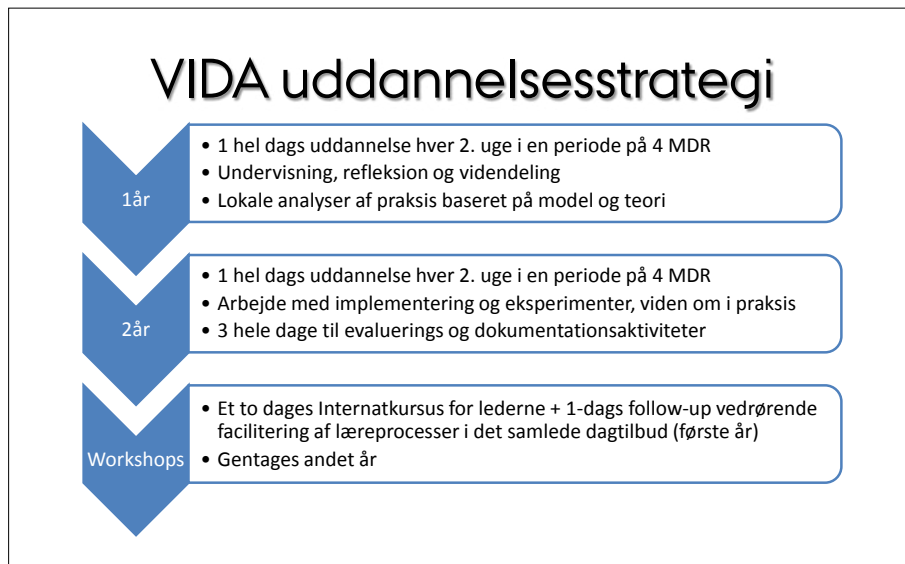 VIDA uddannelsesstrategi
1år
• 1 hel dags uddannelse hver 2. uge i en periode på 4 MDR
• Undervisning, refleksion og videndeling
• Lokale analyser af praksis baseret på model og teori
2år
• 1 hel dags uddannelse hver 2. uge i en periode på 4 MDR
• Arbejde med implementering og eksperimenter, viden om i praksis
• 3 hele dage til evaluerings og dokumentationsaktiviteter
Workshops
• Et to dages Internatkursus for lederne + 1-dags follow-up vedrørende
facilitering af læreprocesser i det samlede dagtilbud (første år)
• Gentages andet år